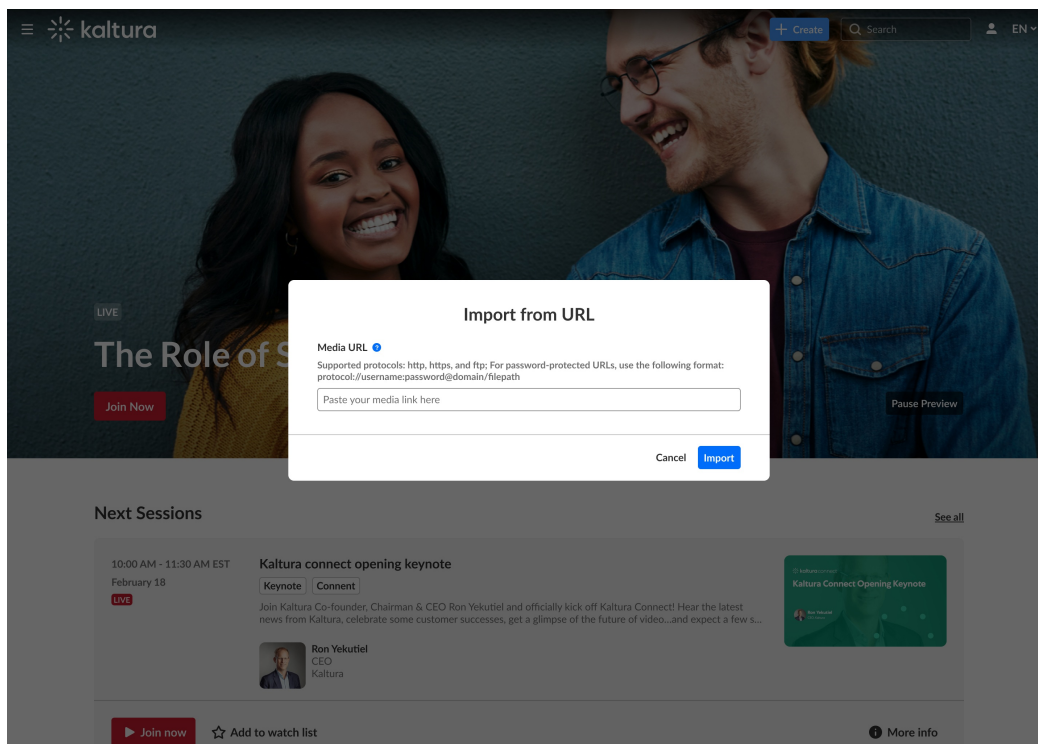 kaltura
Create
Search
EN
LIVE
The Role of S
Join Now
Pause Preview
Import from URL
Media URL ?
Supported protocols: http, https, and ftp; For password-protected URLs, use the following format:
protocol://username:password@domain/filepath
Paste your media link here
Cancel
Import
Next Sessions
See all
10:00 AM - 11:30 AM EST
February 18
LIVE
Kaltura connect opening keynote
Keynote
Connent
Join Kaltura Co-founder, Chairman & CEO Ron Yekutiel and officially kick off Kaltura Connect! Hear the latest
news from Kaltura, celebrate some customer successes, get a glimpse of the future of video...and expect a few s...
Ron Yekutiel
CEO
Kaltura
Kaltura Connect Opening Keynote
Ron Yekutiel
Join now
Add to watch list
More info